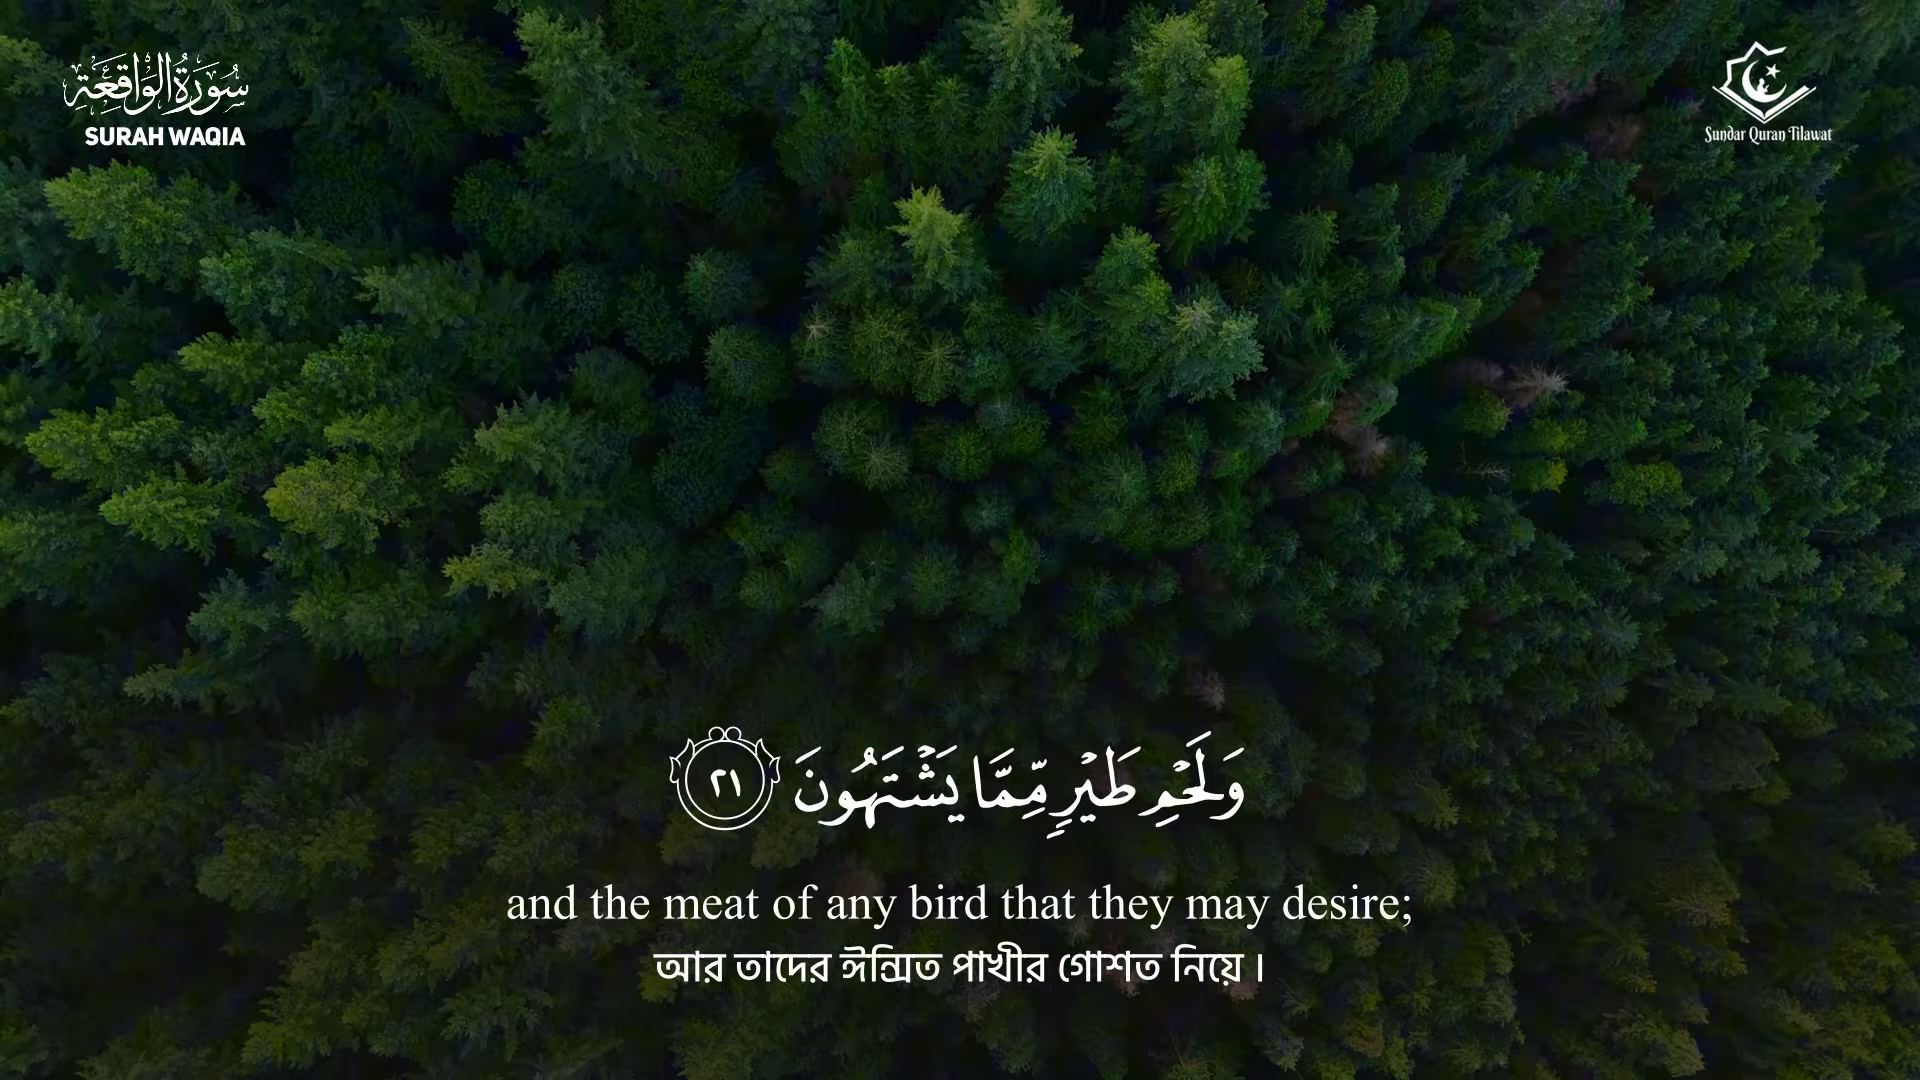 سُورَةُ الوَاقِعَة
SURAH WAQIA
Sundar Quran Tilawat
وَلَحْمِ طَيْرٍ مِّمَّا يَشْتَهُونَ ٢١
and the meat of any bird that they may desire;
আর তাদের ঈন্সিত পাখীর গোশত নিয়ে।